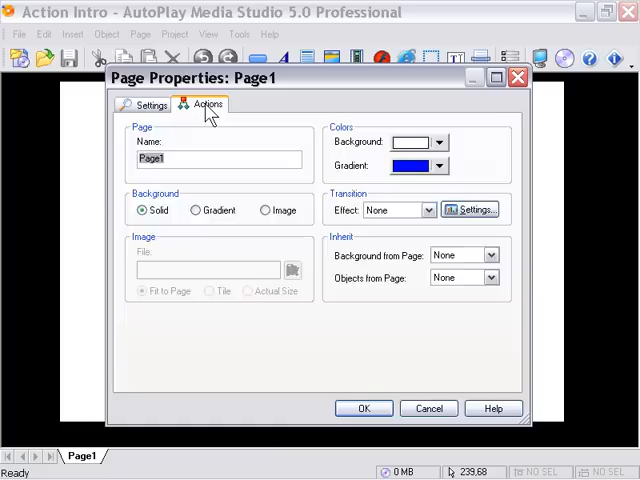 Action Intro - AutoPlay Media Studio 5.0 Professional
File Edit Insert Object Page Project View Tools Help
Page Properties: Page1
Settings Actions
Page
Name:
Page1
Colors
Background:
Gradient:
Background
Solid Gradient Image
Transition
Effect: None Settings...
Image
File:
Fit to Page Tile Actual Size
Inherit
Background from Page: None
Objects from Page: None
OK Cancel Help
Page1
Ready 0 MB 239,68 NO SEL NO SEL